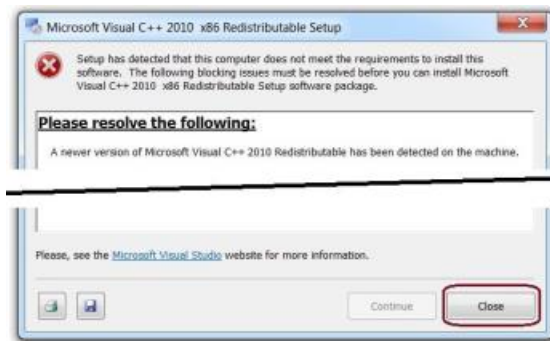 Microsoft Visual C++ 2010 x86 Redistributable Setup
Setup has detected that this computer does not meet the requirements to install this
software. The following blocking issues must be resolved before you can install Microsoft
Visual C++ 2010 x86 Redistributable Setup software package.
Please resolve the following:
A newer version of Microsoft Visual C++ 2010 Redistributable has been detected on the machine.
Please, see the Microsoft Visual Studio website for more information.
Continue Close